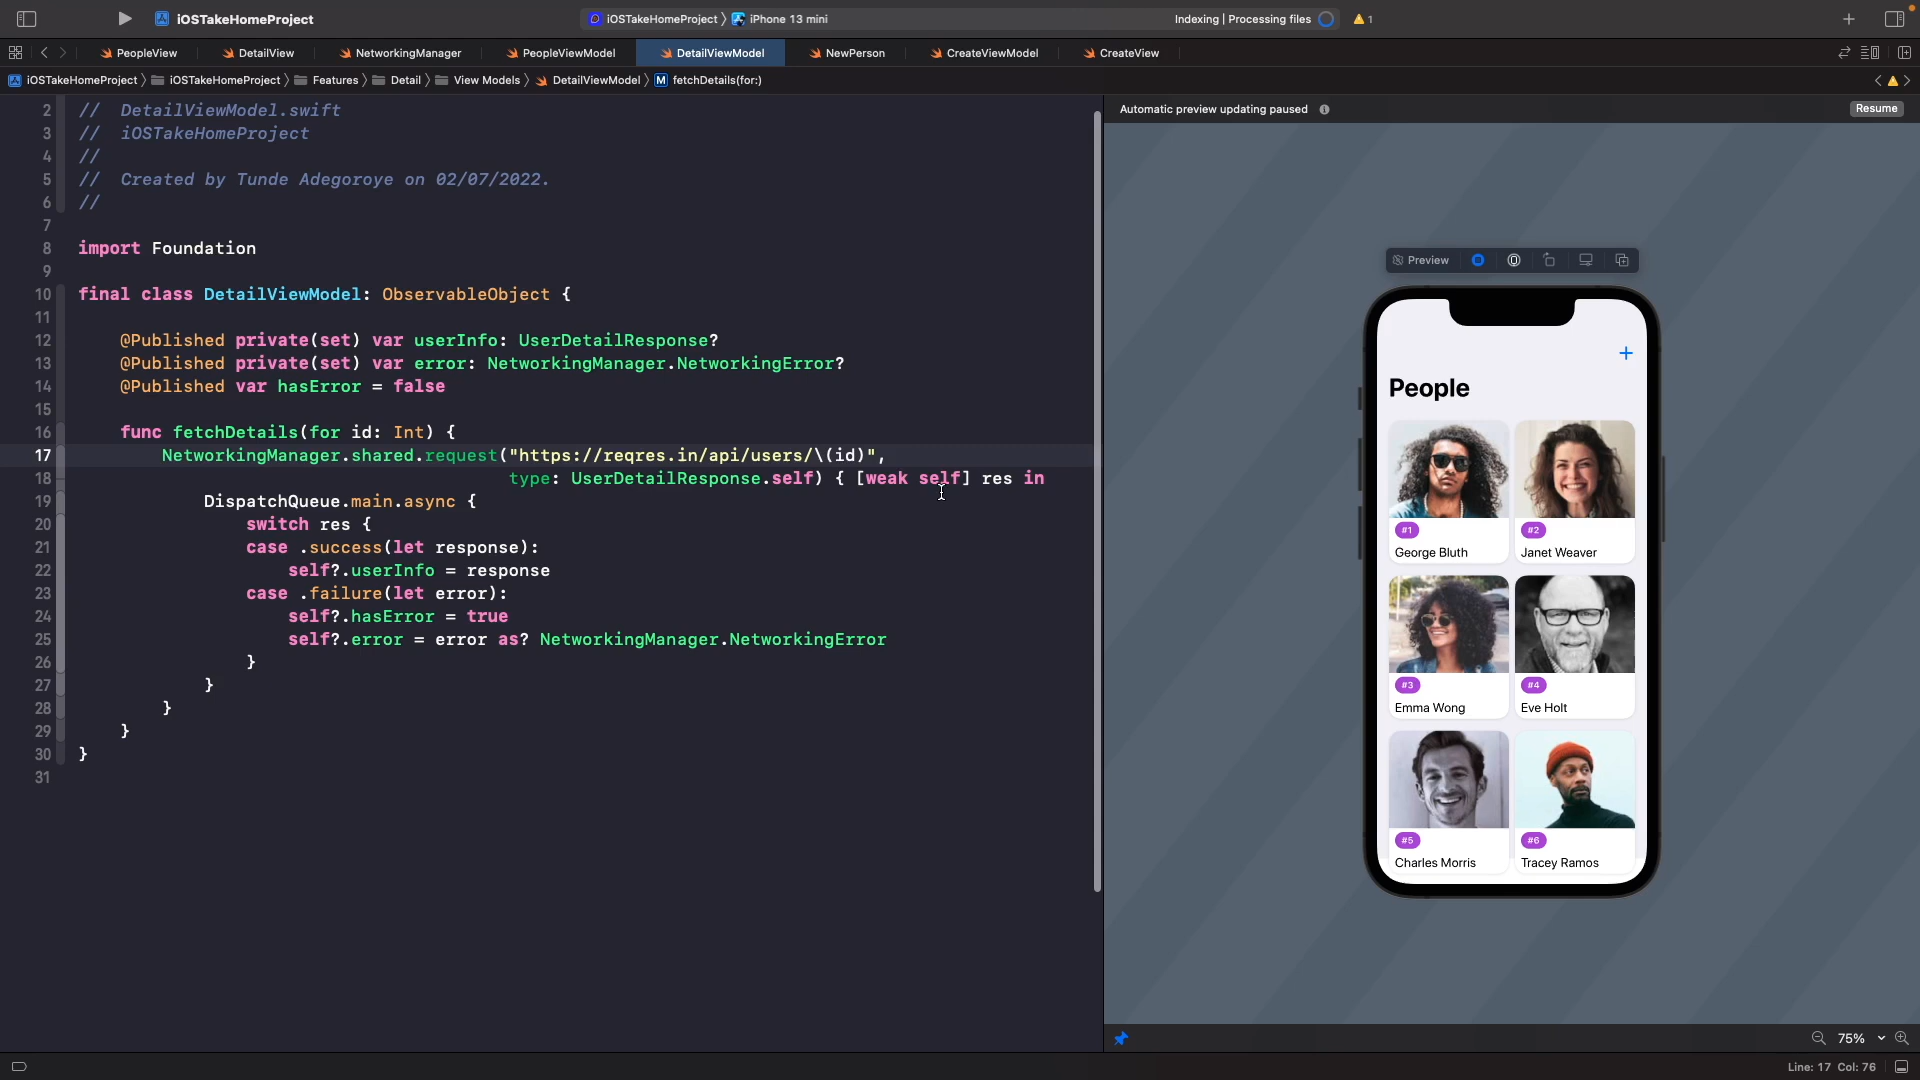 iOSTakeHomeProject
iOSTakeHomeProject 〉 iPhone 13 mini
Indexing | Processing files
1
PeopleView
DetailView
NetworkingManager
PeopleViewModel
DetailViewModel
NewPerson
CreateViewModel
CreateView
iOSTakeHomeProject 〉 iOSTakeHomeProject 〉 Features 〉 Detail 〉 View Models 〉 DetailViewModel 〉 M fetchDetails(for:)
2 //  DetailViewModel.swift
3 //  iOSTakeHomeProject
4 //
5 //  Created by Tunde Adegoroye on 02/07/2022.
6 //
7
8 import Foundation
9
10 final class DetailViewModel: ObservableObject {
11
12     @Published private(set) var userInfo: UserDetailResponse?
13     @Published private(set) var error: NetworkingManager.NetworkingError?
14     @Published var hasError = false
15
16     func fetchDetails(for id: Int) {
17         NetworkingManager.shared.request("https://reqres.in/api/users/\(id)",
18                                          type: UserDetailResponse.self) { [weak self] res in
19             DispatchQueue.main.async {
20                 switch res {
21                 case .success(let response):
22                     self?.userInfo = response
23                 case .failure(let error):
24                     self?.hasError = true
25                     self?.error = error as? NetworkingManager.NetworkingError
26                 }
27             }
28         }
29     }
30 }
31
Automatic preview updating paused
Resume
Preview
People
#1
George Bluth
#2
Janet Weaver
#3
Emma Wong
#4
Eve Holt
#5
Charles Morris
#6
Tracey Ramos
75%
Line: 17 Col: 76